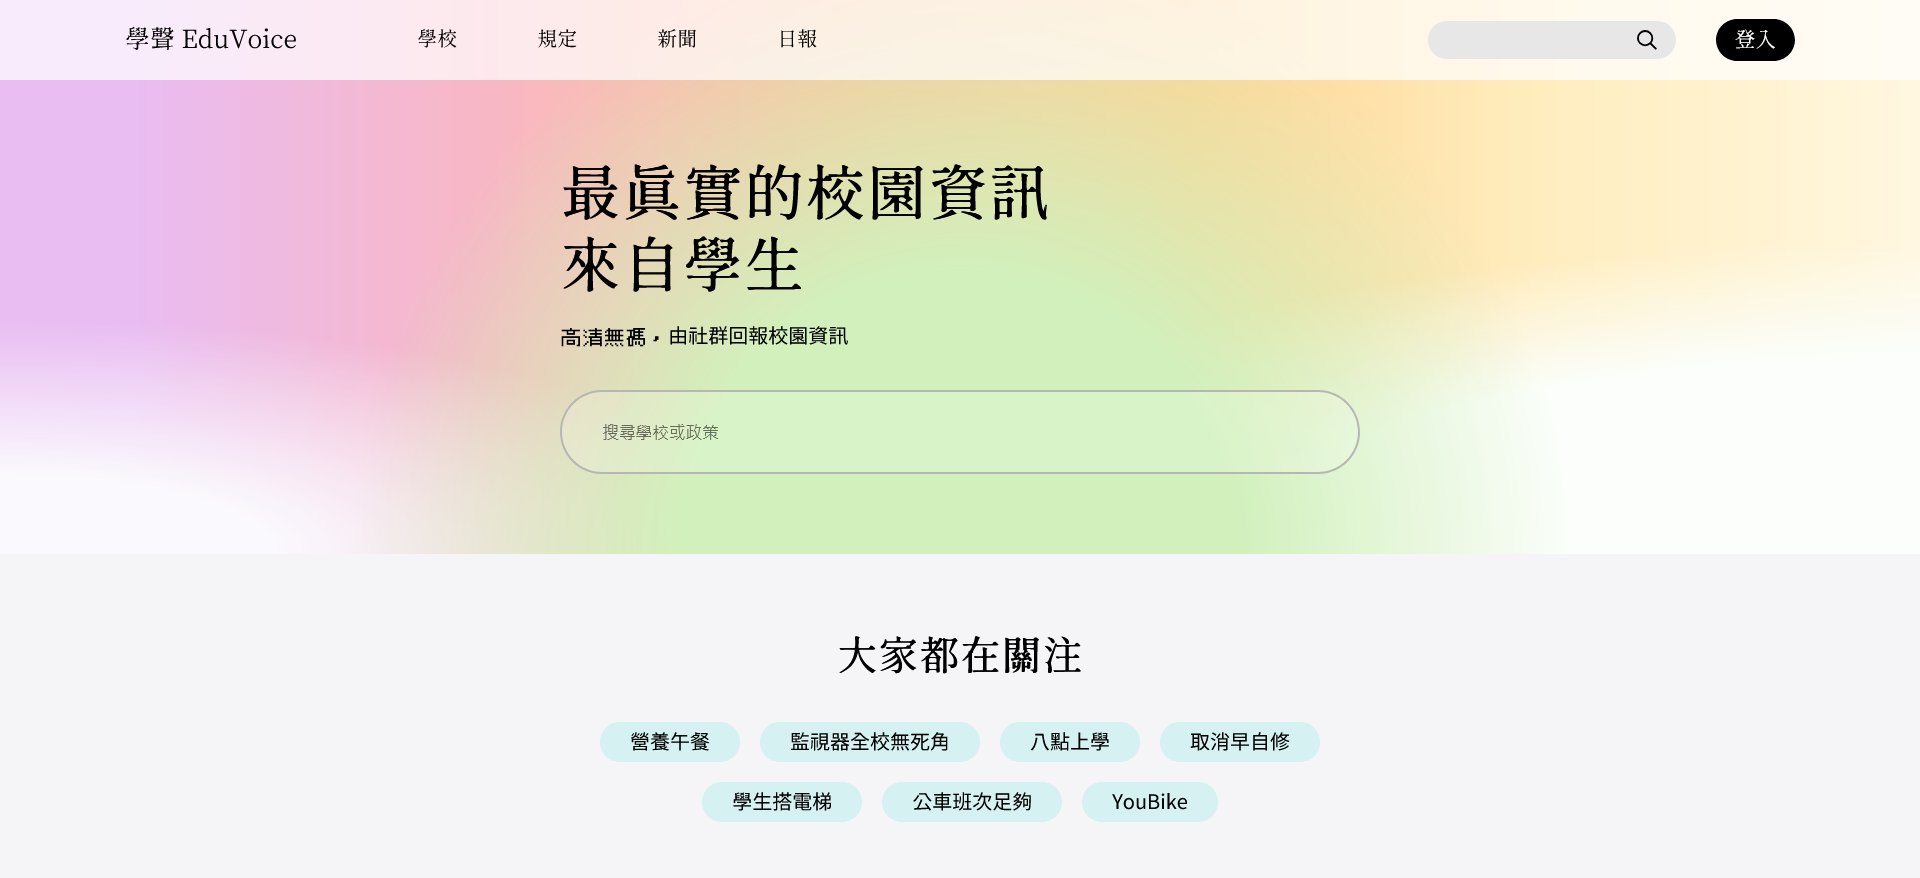 學聲 EduVoice
學校
規定
新聞
日報
登入
最真實的校園資訊
來自學生
高清無碼，由社群回報校園資訊
搜尋學校或政策
大家都在關注
營養午餐
監視器全校無死角
八點上學
取消早自修
學生搭電梯
公車班次足夠
YouBike